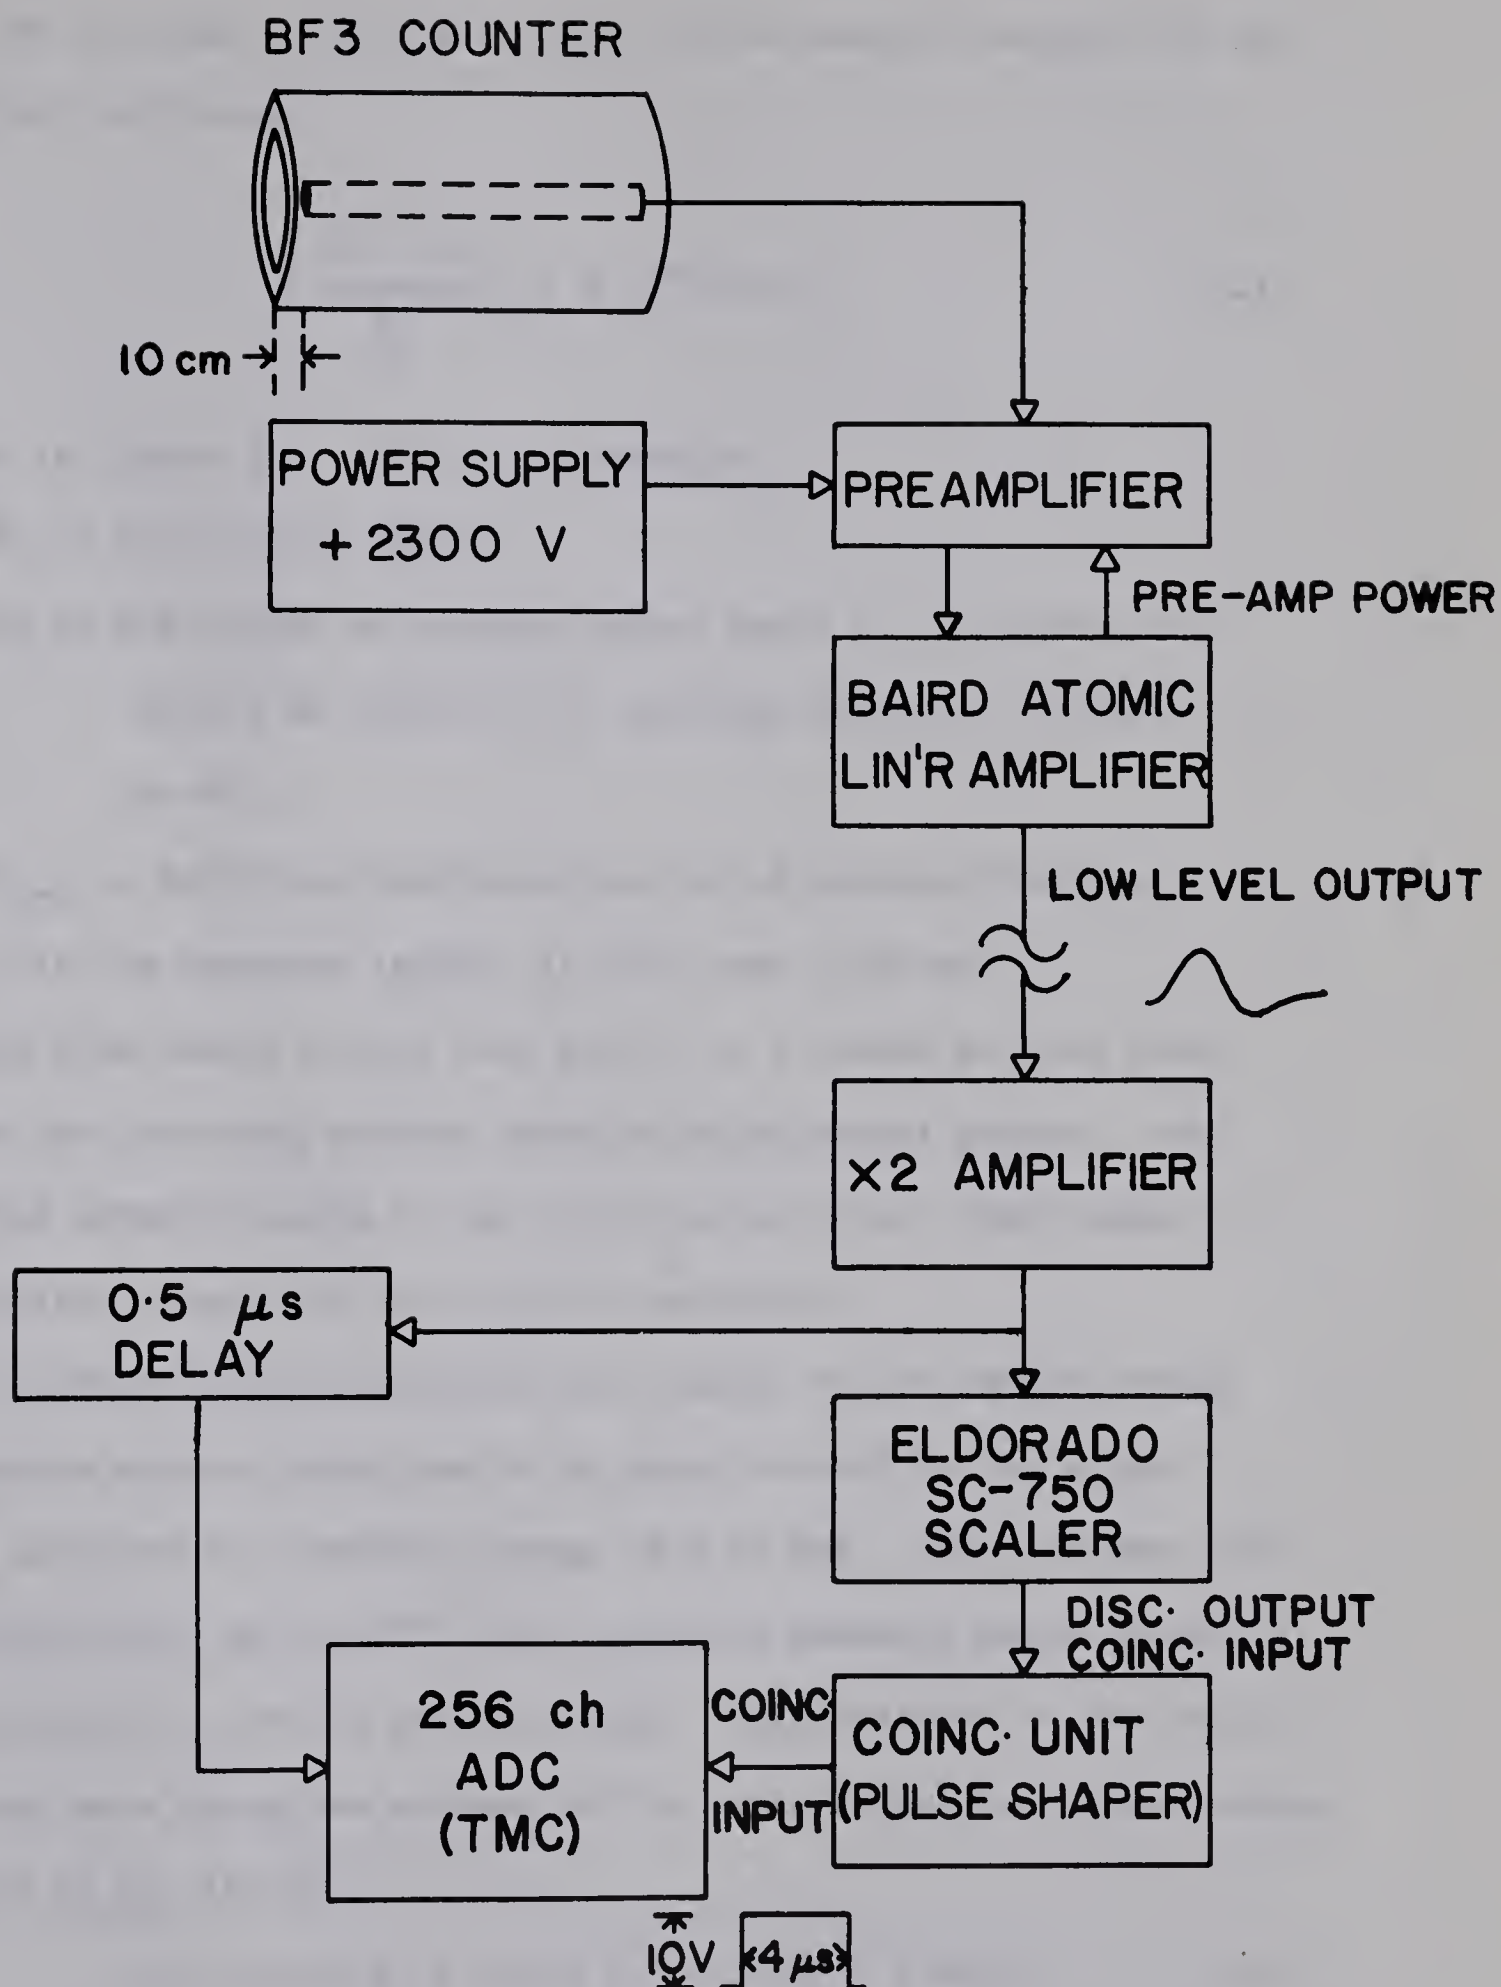 BF3 COUNTER
10 cm
POWER SUPPLY
+ 2300 V
PREAMPLIFIER
PRE-AMP POWER
BAIRD ATOMIC
LIN'R AMPLIFIER
LOW LEVEL OUTPUT
×2 AMPLIFIER
0·5 μs
DELAY
ELDORADO
SC-750
SCALER
DISC· OUTPUT
COINC· INPUT
256 ch
ADC
(TMC)
COINC·
INPUT
COINC· UNIT
(PULSE SHAPER)
10V
4 μs